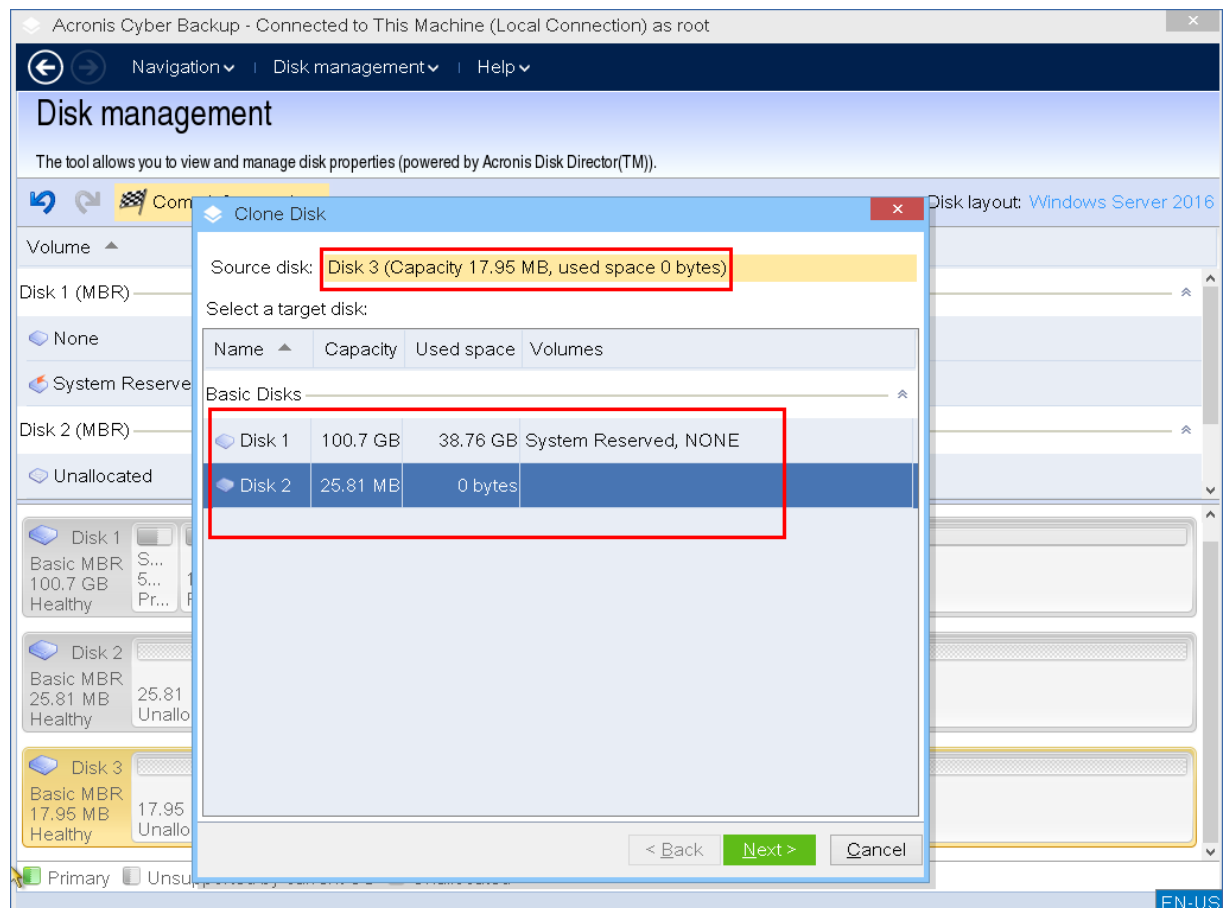 Acronis Cyber Backup - Connected to This Machine (Local Connection) as root
Navigation Disk management Help
Disk management
The tool allows you to view and manage disk properties (powered by Acronis Disk Director(TM)).
Disk layout: Windows Server 2016
Clone Disk
Volume
Source disk: Disk 3 (Capacity 17.95 MB, used space 0 bytes)
Disk 1 (MBR)
Select a target disk:
None
Name Capacity Used space Volumes
System Reserve
Basic Disks
Disk 2 (MBR)
Disk 1 100.7 GB 38.76 GB System Reserved, NONE
Unallocated
Disk 2 25.81 MB 0 bytes
Disk 1
Basic MBR S...
100.7 GB 5...
Healthy Pr...
Disk 2
Basic MBR
25.81 MB 25.81
Healthy Unallo
Disk 3
Basic MBR
17.95 MB 17.95
Healthy Unallo
< Back Next > Cancel
Primary Unsu
EN-US